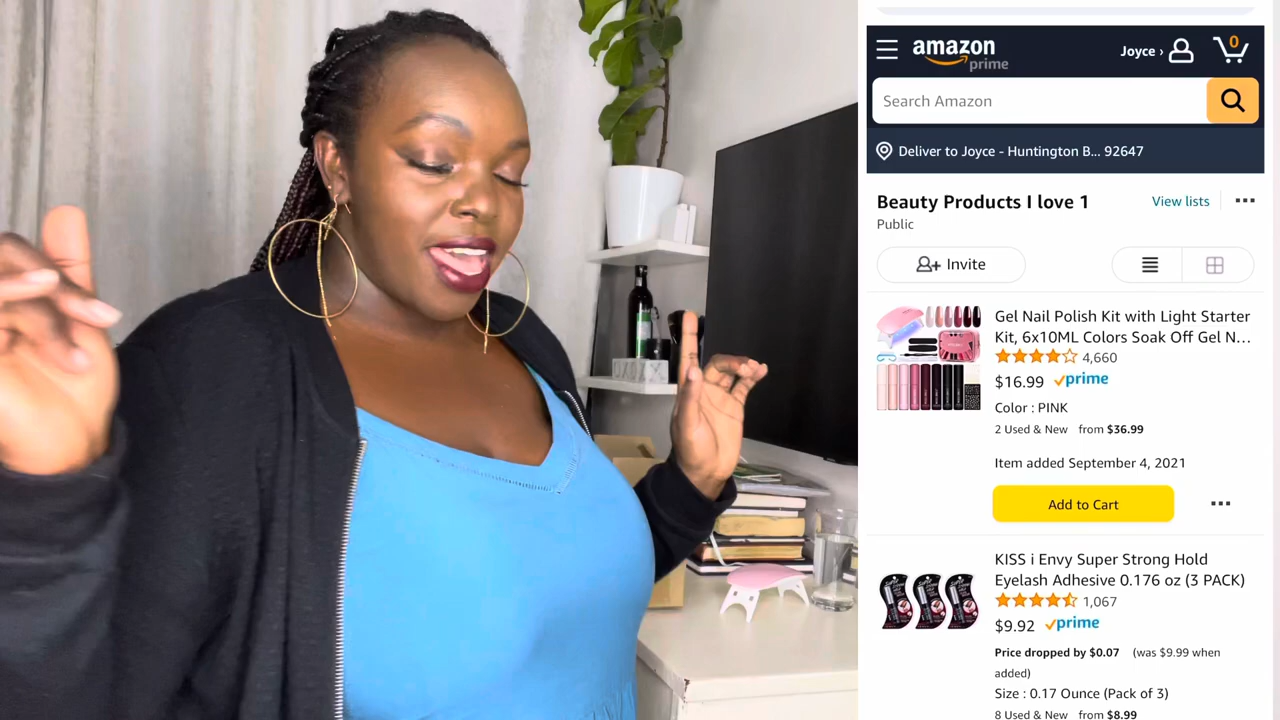 amazon
prime
Joyce ›
0
Search Amazon
Deliver to Joyce - Huntington B... 92647
Beauty Products I love 1
View lists
Public
Invite
Gel Nail Polish Kit with Light Starter
Kit, 6x10ML Colors Soak Off Gel N...
4,660
$16.99 prime
Color : PINK
2 Used & New from $36.99
Item added September 4, 2021
Add to Cart
KISS i Envy Super Strong Hold
Eyelash Adhesive 0.176 oz (3 PACK)
1,067
$9.92 prime
Price dropped by $0.07 (was $9.99 when
added)
Size : 0.17 Ounce (Pack of 3)
8 Used & New from $8.99